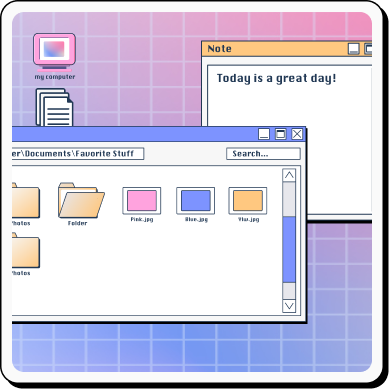 Note
my computer
Today is a great day!
er\Documents\Favorite Stuff
Search...
Photos
Folder
Pink.jpg
Blue.jpg
Ylw.jpg
hotos